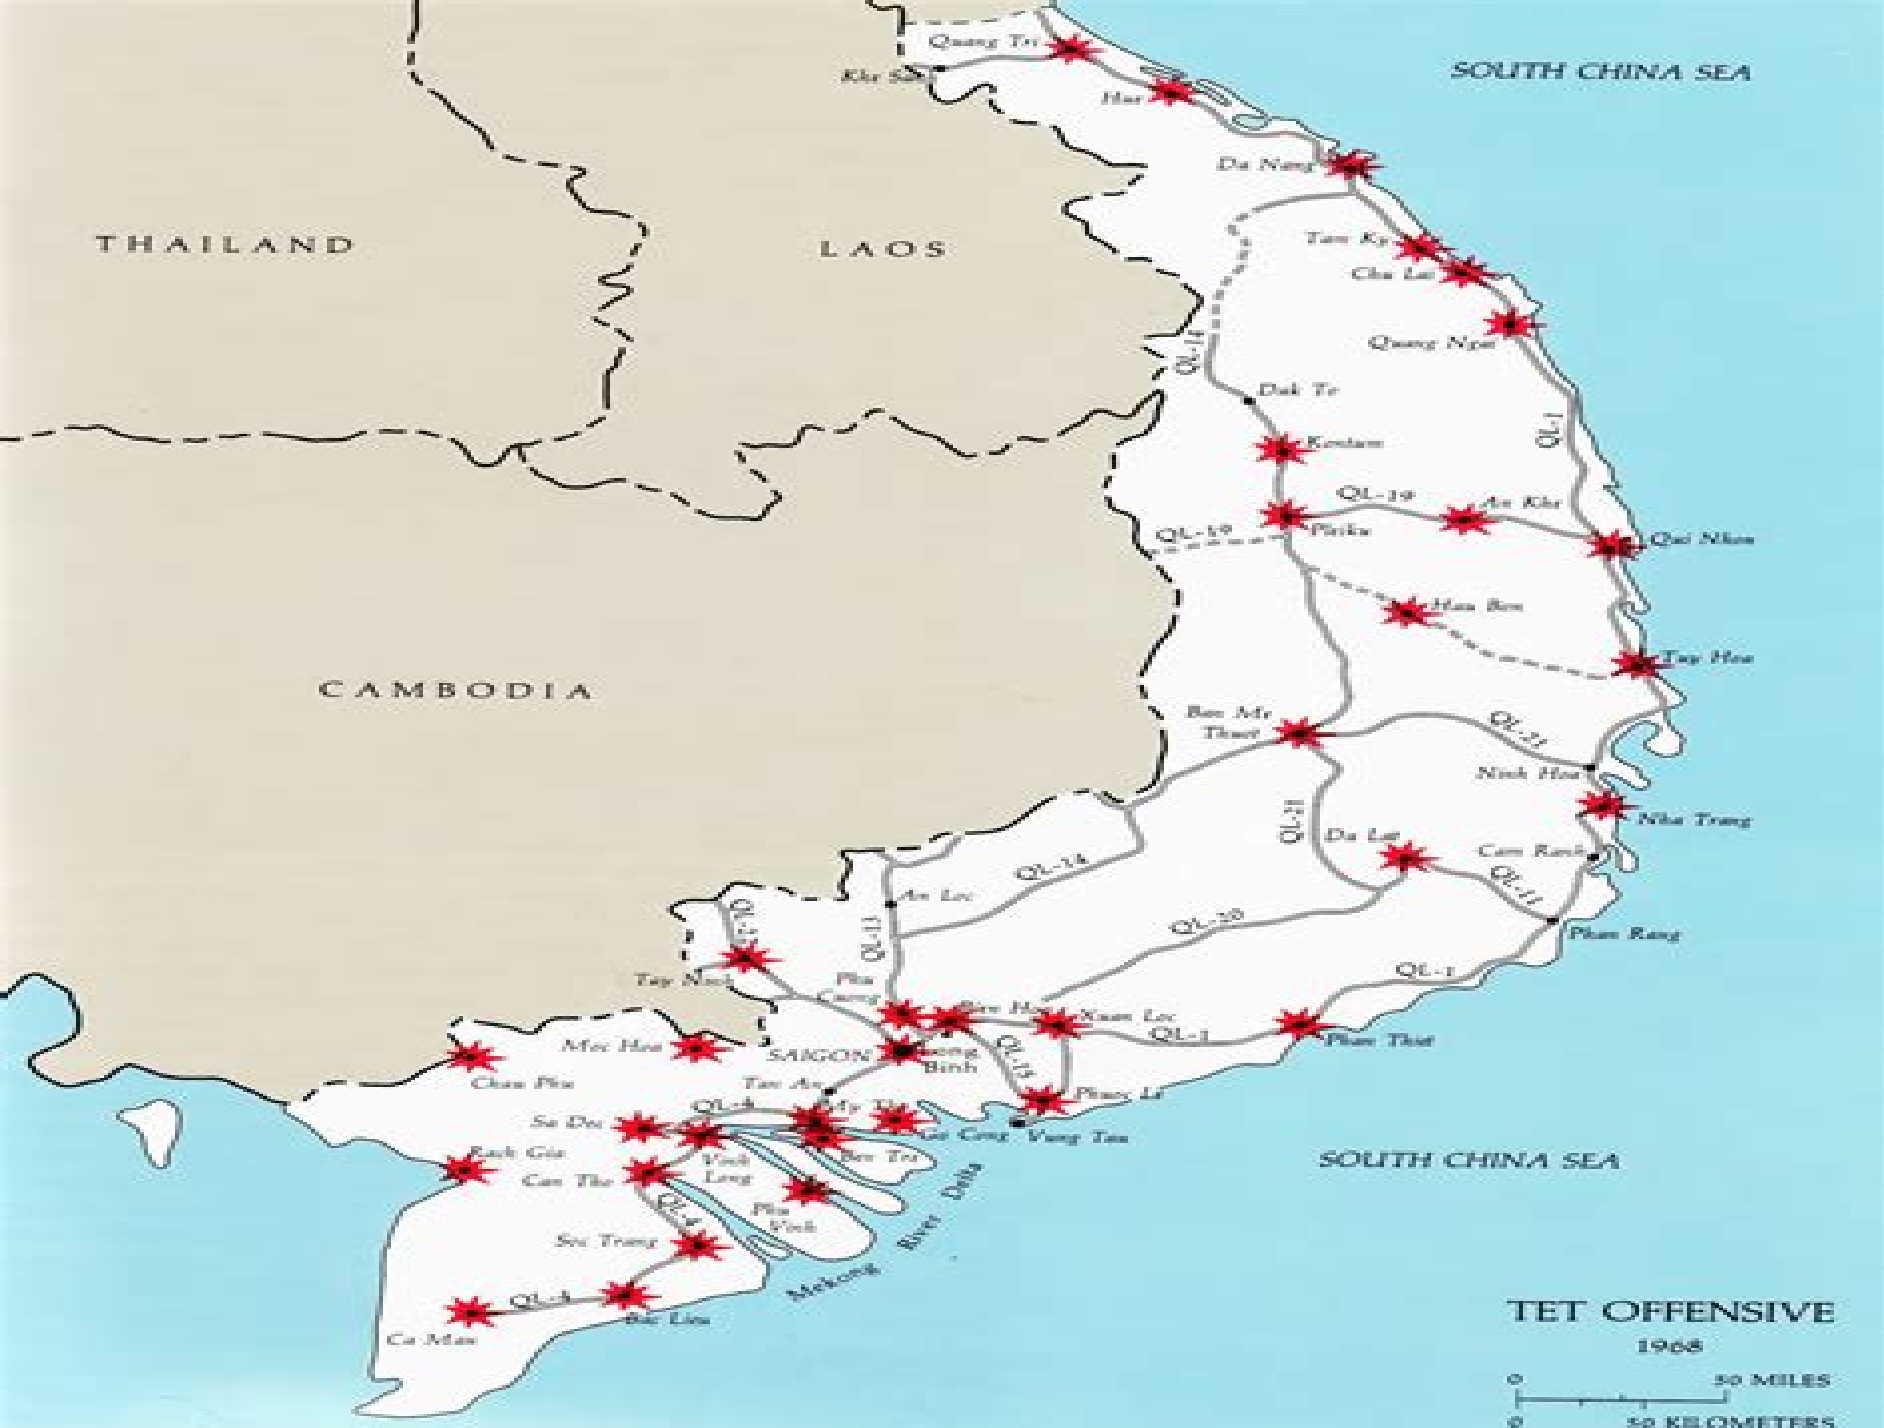 Quang Tri
SOUTH CHINA SEA
Khe Sanh
Hue
Da Nang
THAILAND
LAOS
Tam Ky
Chu Lai
Quang Ngai
QL-14
Dak To
QL-1
Kontum
QL-19
An Khe
Pleiku
QL-19
Qui Nhon
Hau Bon
Tuy Hoa
CAMBODIA
Ban Me
Thuot
QL-21
Ninh Hoa
QL-21
Nha Trang
Da Lat
Cam Ranh
QL-14
QL-11
An Loc
QL-13
QL-20
Phan Rang
Tay Ninh
QL-1
Phu
Cuong
Bien Hoa
Xuan Loc
QL-1
Phan Thiet
Moc Hoa
SAIGON
Long
Binh
QL-15
Chau Phu
Tan An
Phuoc Le
QL-4
My Tho
Sa Dec
Go Cong
Vung Tau
Rach Gia
Vinh
Long
Ben Tre
SOUTH CHINA SEA
Can Tho
QL-4
Phu
Vinh
Mekong River Delta
Soc Trang
QL-4
Bac Lieu
Ca Mau
TET OFFENSIVE
1968
0 50 MILES
0 50 KILOMETERS